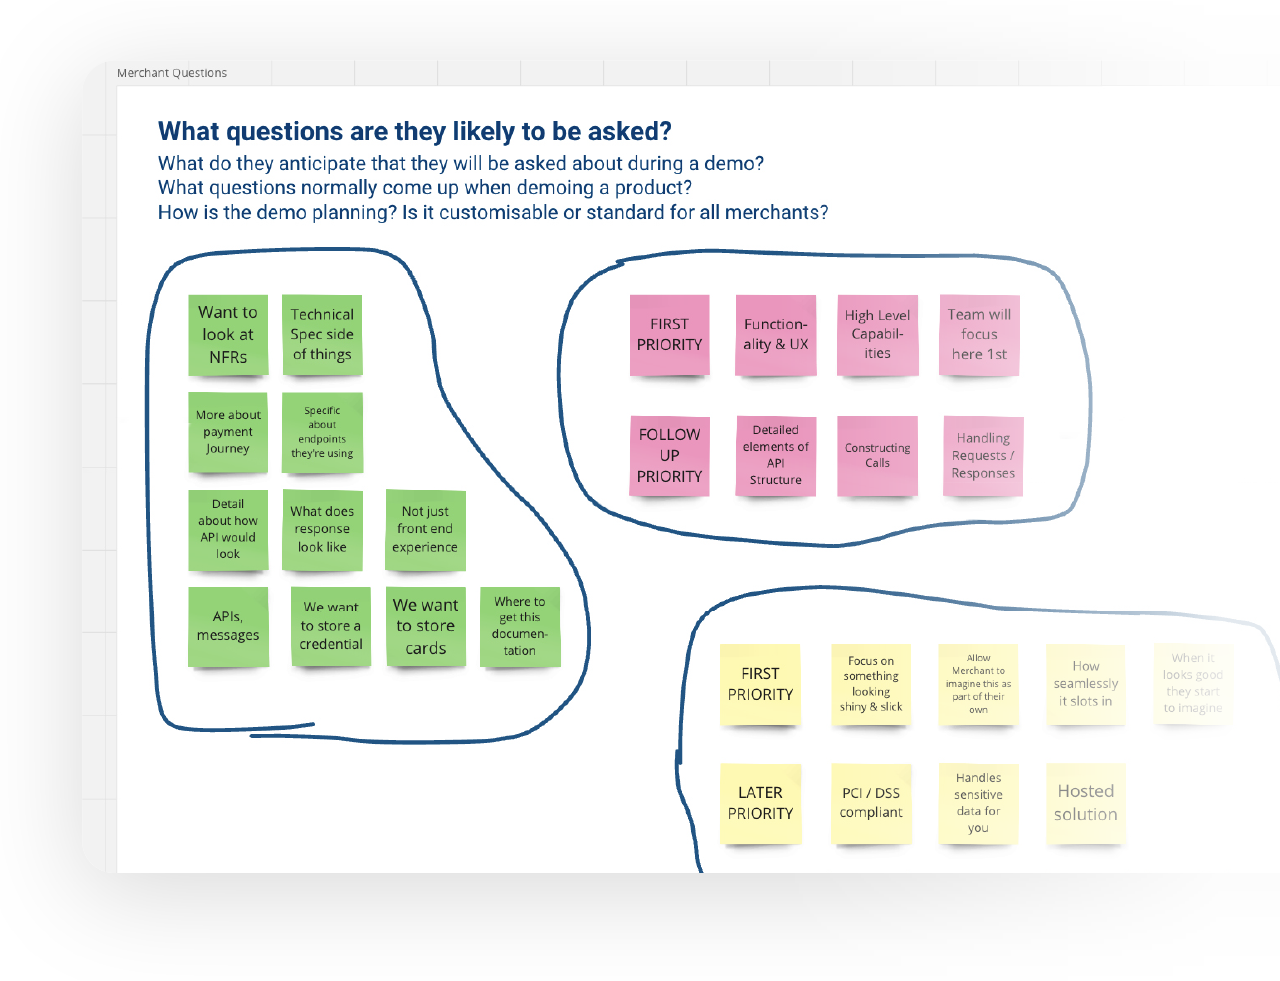 Merchant Questions
What questions are they likely to be asked?
What do they anticipate that they will be asked about during a demo?
What questions normally come up when demoing a product?
How is the demo planning? Is it customisable or standard for all merchants?
Want to
look at
NFRs
Technical
Spec side
of things
More about
payment
Journey
Specific
about
endpoints
they're using
Detail
about how
API would
look
What does
response
look like
Not just
front end
experience
APIs,
messages
We want
to store a
credential
We want
to store
cards
Where to
get this
documen-
tation
FIRST
PRIORITY
Function-
ality & UX
High Level
Capabil-
ities
Team will
focus
here 1st
FOLLOW
UP
PRIORITY
Detailed
elements of
API
Structure
Constructing
Calls
Handling
Requests /
Responses
FIRST
PRIORITY
Focus on
something
looking
shiny & slick
Allow
Merchant to
imagine this as
part of their
own
How
seamlessly
it slots in
When it
looks good
they start
to imagine
LATER
PRIORITY
PCI / DSS
compliant
Handles
sensitive
data for
you
Hosted
solution